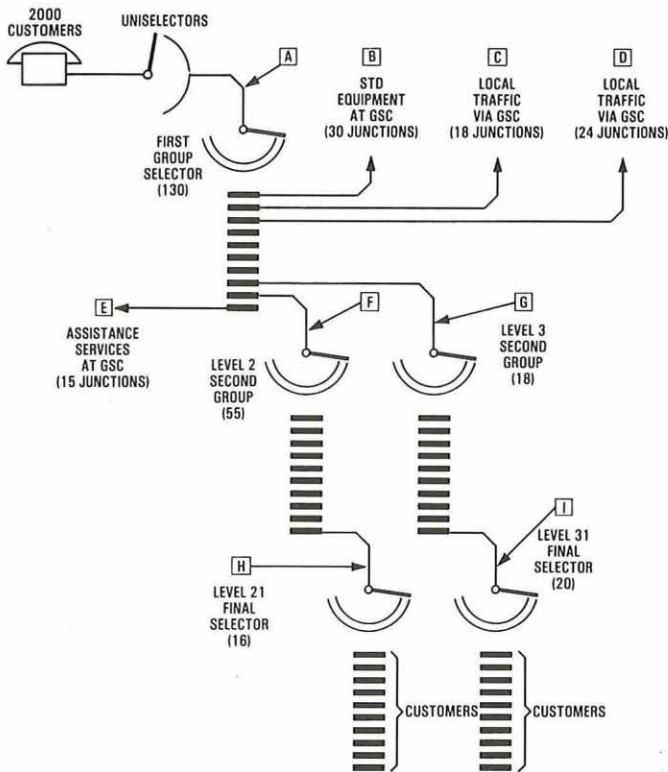 2000
CUSTOMERS
UNISELECTORS
A
B
C
D
STD
EQUIPMENT
AT GSC
(30 JUNCTIONS)
LOCAL
TRAFFIC
VIA GSC
(18 JUNCTIONS)
LOCAL
TRAFFIC
VIA GSC
(24 JUNCTIONS)
FIRST
GROUP
SELECTOR
(130)
E
F
G
ASSISTANCE
SERVICES
AT GSC
(15 JUNCTIONS)
LEVEL 2
SECOND
GROUP
(55)
LEVEL 3
SECOND
GROUP
(18)
H
I
LEVEL 21
FINAL
SELECTOR
(16)
LEVEL 31
FINAL
SELECTOR
(20)
CUSTOMERS
CUSTOMERS